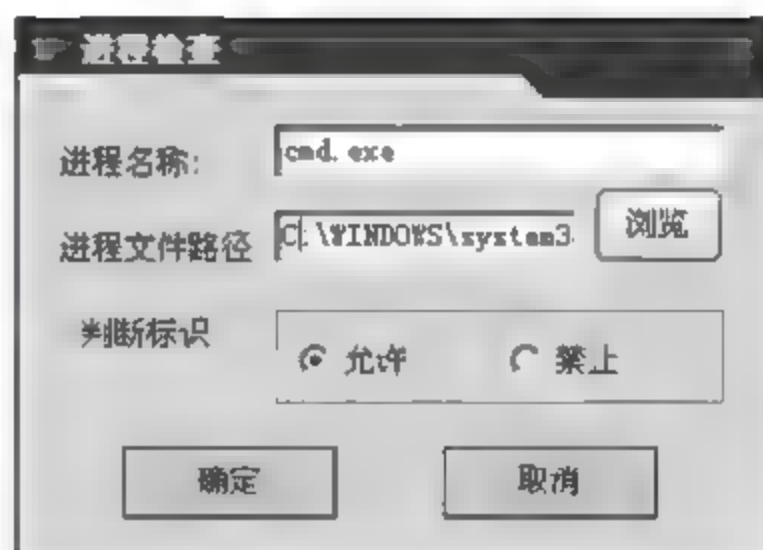 进程检查
进程名称:
cmd.exe
进程文件路径
C:\WINDOWS\system3
浏览
判断标识
允许
禁止
确定
取消